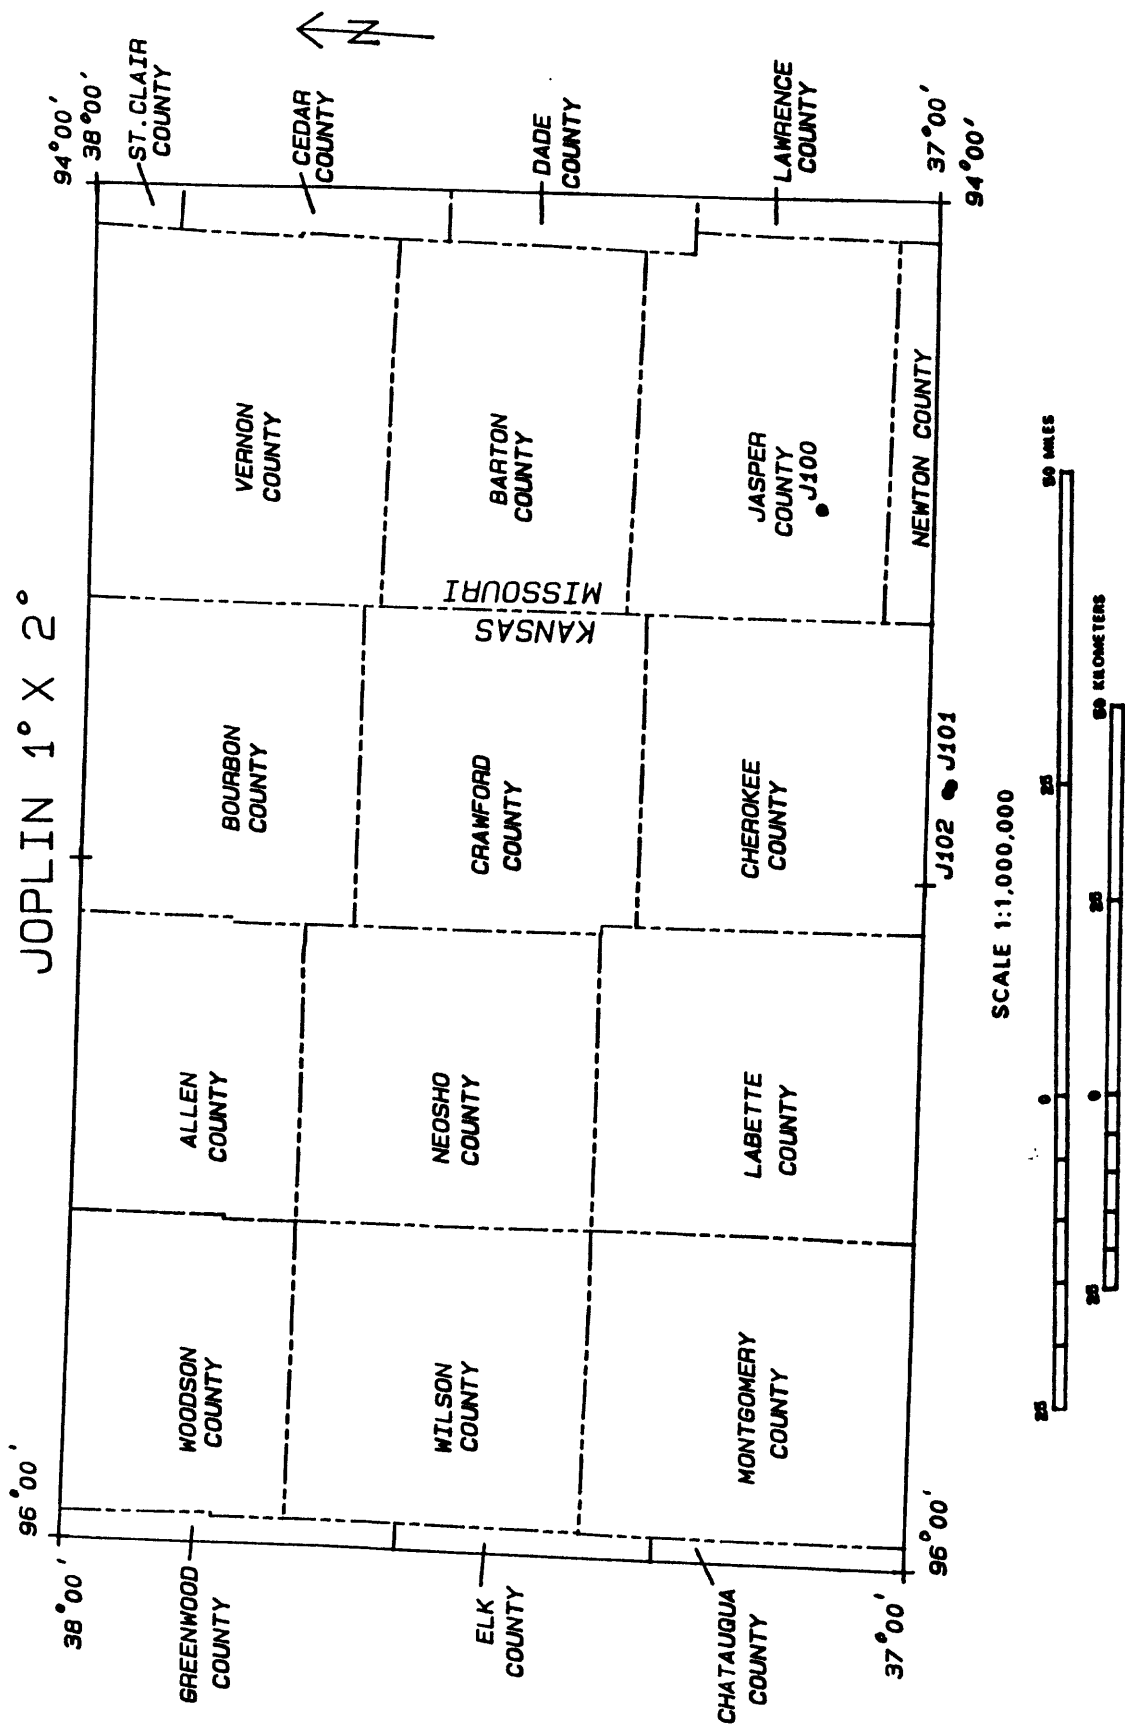 JOPLIN 1° X 2°
96°00'
94°00'
38°00'
38°00'
N
GREENWOOD
COUNTY
WOODSON
COUNTY
ALLEN
COUNTY
BOURBON
COUNTY
VERNON
COUNTY
ST. CLAIR
COUNTY
CEDAR
COUNTY
ELK
COUNTY
WILSON
COUNTY
NEOSHO
COUNTY
CRAWFORD
COUNTY
KANSAS
MISSOURI
BARTON
COUNTY
DADE
COUNTY
CHATAUQUA
COUNTY
MONTGOMERY
COUNTY
LABETTE
COUNTY
CHEROKEE
COUNTY
JASPER
COUNTY
J100
LAWRENCE
COUNTY
NEWTON COUNTY
37°00'
37°00'
96°00'
94°00'
J102 J101
SCALE 1:1,000,000
25 0 25 50 MILES
25 0 25 50 KILOMETERS